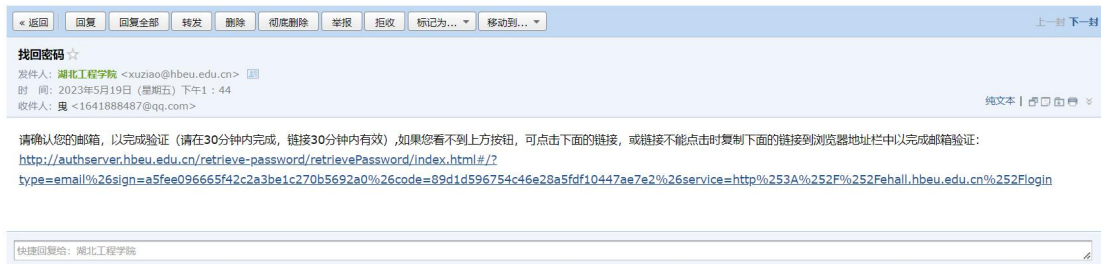 « 返回 回复 回复全部 转发 删除 彻底删除 举报 拒收 标记为... 移动到... 上一封 下一封
找回密码
发件人：湖北工程学院 <xuziao@hbeu.edu.cn>
时 间：2023年5月19日（星期五）下午1：44
纯文本 |
收件人：<1641888487@qq.com>
请确认您的邮箱，以完成验证（请在30分钟内完成，链接30分钟内有效）,如果您看不到上方按钮，可点击下面的链接，或链接不能点击时复制下面的链接到浏览器地址栏中以完成邮箱验证：
http://authserver.hbeu.edu.cn/retrieve-password/retrievePassword/index.html#/?
type=email%26sign=a5fee096665f42c2a3be1c270b5692a0%26code=89d1d596754c46e28a5fdf10447ae7e2%26service=http%253A%252F%252Fehall.hbeu.edu.cn%252Flogin
快捷回复给：湖北工程学院